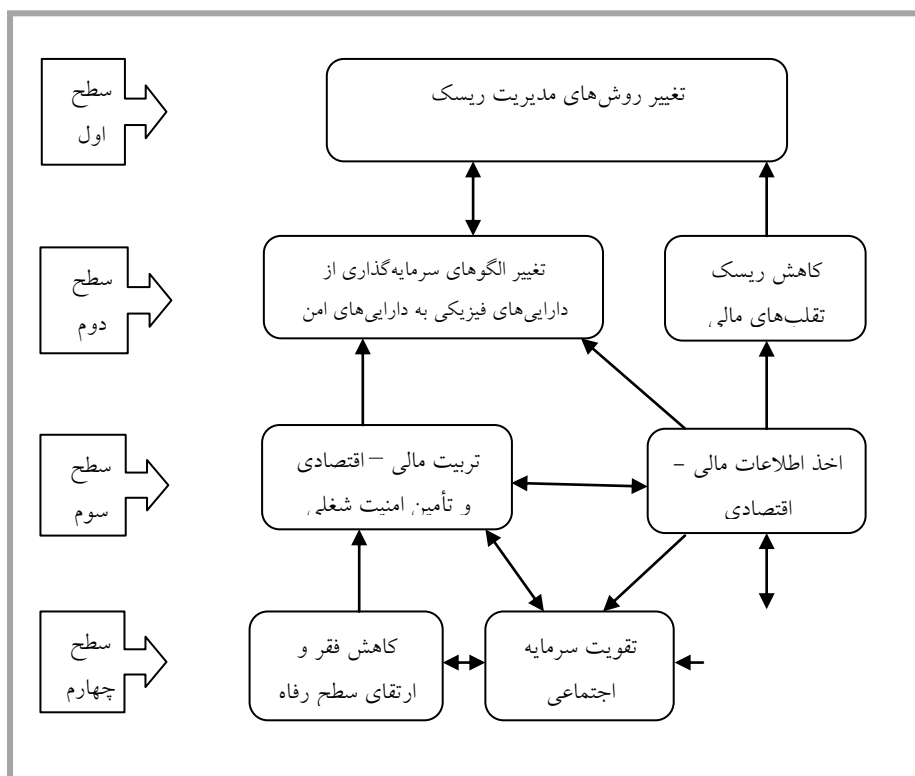 سطح
اول
تغییر روش‌های مدیریت ریسک
سطح
دوم
کاهش ریسک
تقلب‌های مالی
تغییر الگوهای سرمایه‌گذاری از
دارایی‌های فیزیکی به دارایی‌های امن
سطح
سوم
اخذ اطلاعات مالی –
اقتصادی
تربیت مالی – اقتصادی
و تأمین امنیت شغلی
سطح
چهارم
تقویت سرمایه
اجتماعی
کاهش فقر و
ارتقای سطح رفاه